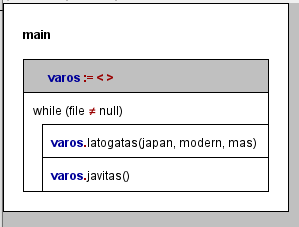 main
varos := < >
while (file ≠ null)
varos.latogatas(japan, modern, mas)
varos.javitas()